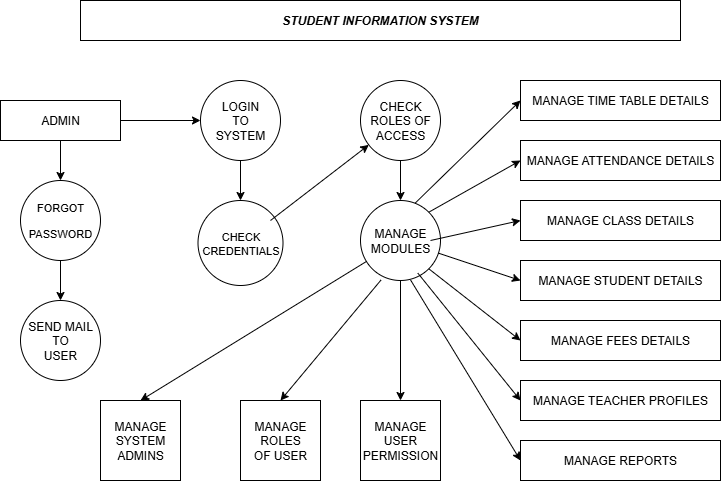 STUDENT INFORMATION SYSTEM
ADMIN
LOGIN
TO
SYSTEM
CHECK
ROLES OF
ACCESS
MANAGE TIME TABLE DETAILS
MANAGE ATTENDANCE DETAILS
FORGOT
PASSWORD
CHECK
CREDENTIALS
MANAGE
MODULES
MANAGE CLASS DETAILS
MANAGE STUDENT DETAILS
SEND MAIL
TO
USER
MANAGE FEES DETAILS
MANAGE TEACHER PROFILES
MANAGE
SYSTEM
ADMINS
MANAGE
ROLES
OF USER
MANAGE
USER
PERMISSION
MANAGE REPORTS